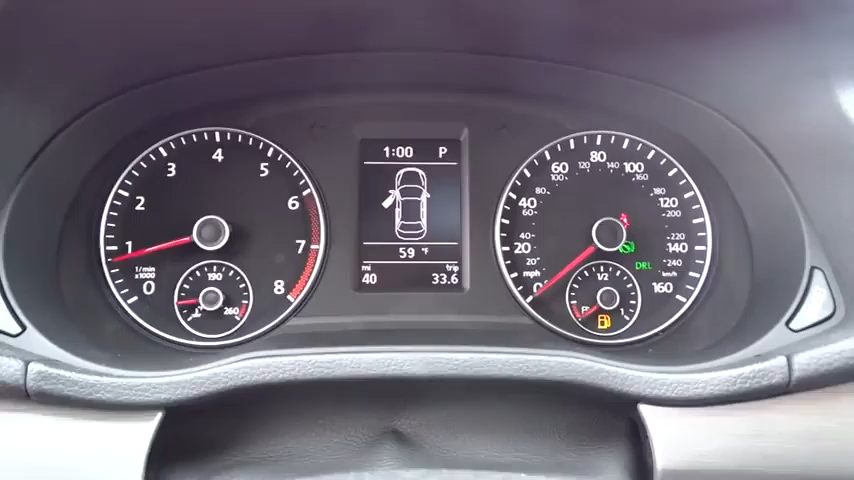 4
3
5
2
6
1
7
1/min
x1000
0
8
190
260
1:00 P
59 °F
mi trip
40 33.6
80
60 100
120 140
40 80 160 180 120
60 200
40 220
20 140
20 240
mph km/h
0 160
DRL
1/2
1